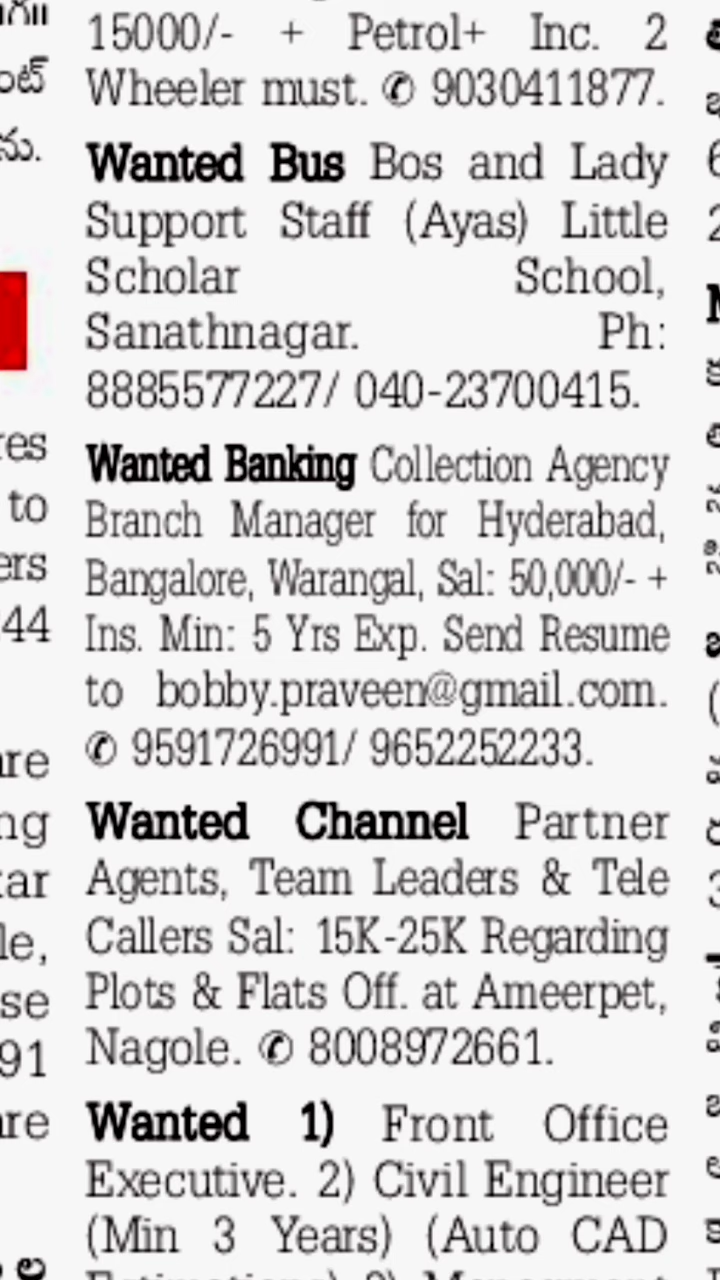 15000/- + Petrol+ Inc. 2
Wheeler must. ✆ 9030411877.
Wanted Bus Bos and Lady
Support Staff (Ayas) Little
Scholar School,
Sanathnagar. Ph:
8885577227/ 040-23700415.
Wanted Banking Collection Agency
Branch Manager for Hyderabad,
Bangalore, Warangal, Sal: 50,000/- +
Ins. Min: 5 Yrs Exp. Send Resume
to bobby.praveen@gmail.com.
✆ 9591726991/ 9652252233.
Wanted Channel Partner
Agents, Team Leaders & Tele
Callers Sal: 15K-25K Regarding
Plots & Flats Off. at Ameerpet,
Nagole. ✆ 8008972661.
Wanted 1) Front Office
Executive. 2) Civil Engineer
(Min 3 Years) (Auto CAD